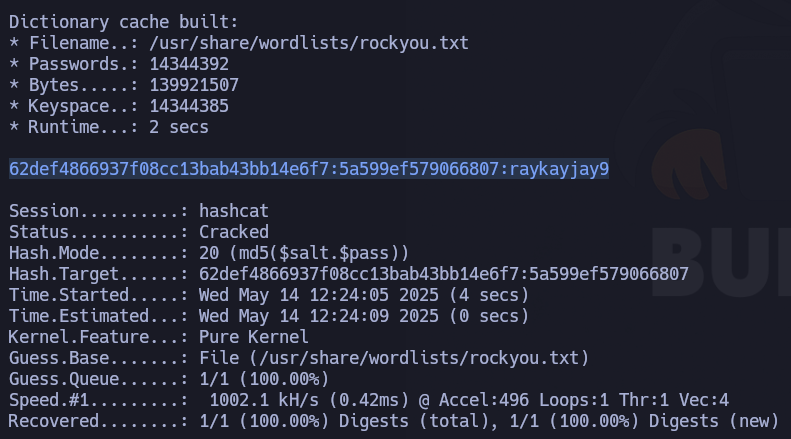 Dictionary cache built:
* Filename..: /usr/share/wordlists/rockyou.txt
* Passwords.: 14344392
* Bytes.....: 139921507
* Keyspace..: 14344385
* Runtime...: 2 secs
62def4866937f08cc13bab43bb14e6f7:5a599ef579066807:raykayjay9
Session..........: hashcat
Status...........: Cracked
Hash.Mode........: 20 (md5($salt.$pass))
Hash.Target......: 62def4866937f08cc13bab43bb14e6f7:5a599ef579066807
Time.Started.....: Wed May 14 12:24:05 2025 (4 secs)
Time.Estimated...: Wed May 14 12:24:09 2025 (0 secs)
Kernel.Feature...: Pure Kernel
Guess.Base.......: File (/usr/share/wordlists/rockyou.txt)
Guess.Queue......: 1/1 (100.00%)
Speed.#1.........:  1002.1 kH/s (0.42ms) @ Accel:496 Loops:1 Thr:1 Vec:4
Recovered........: 1/1 (100.00%) Digests (total), 1/1 (100.00%) Digests (new)